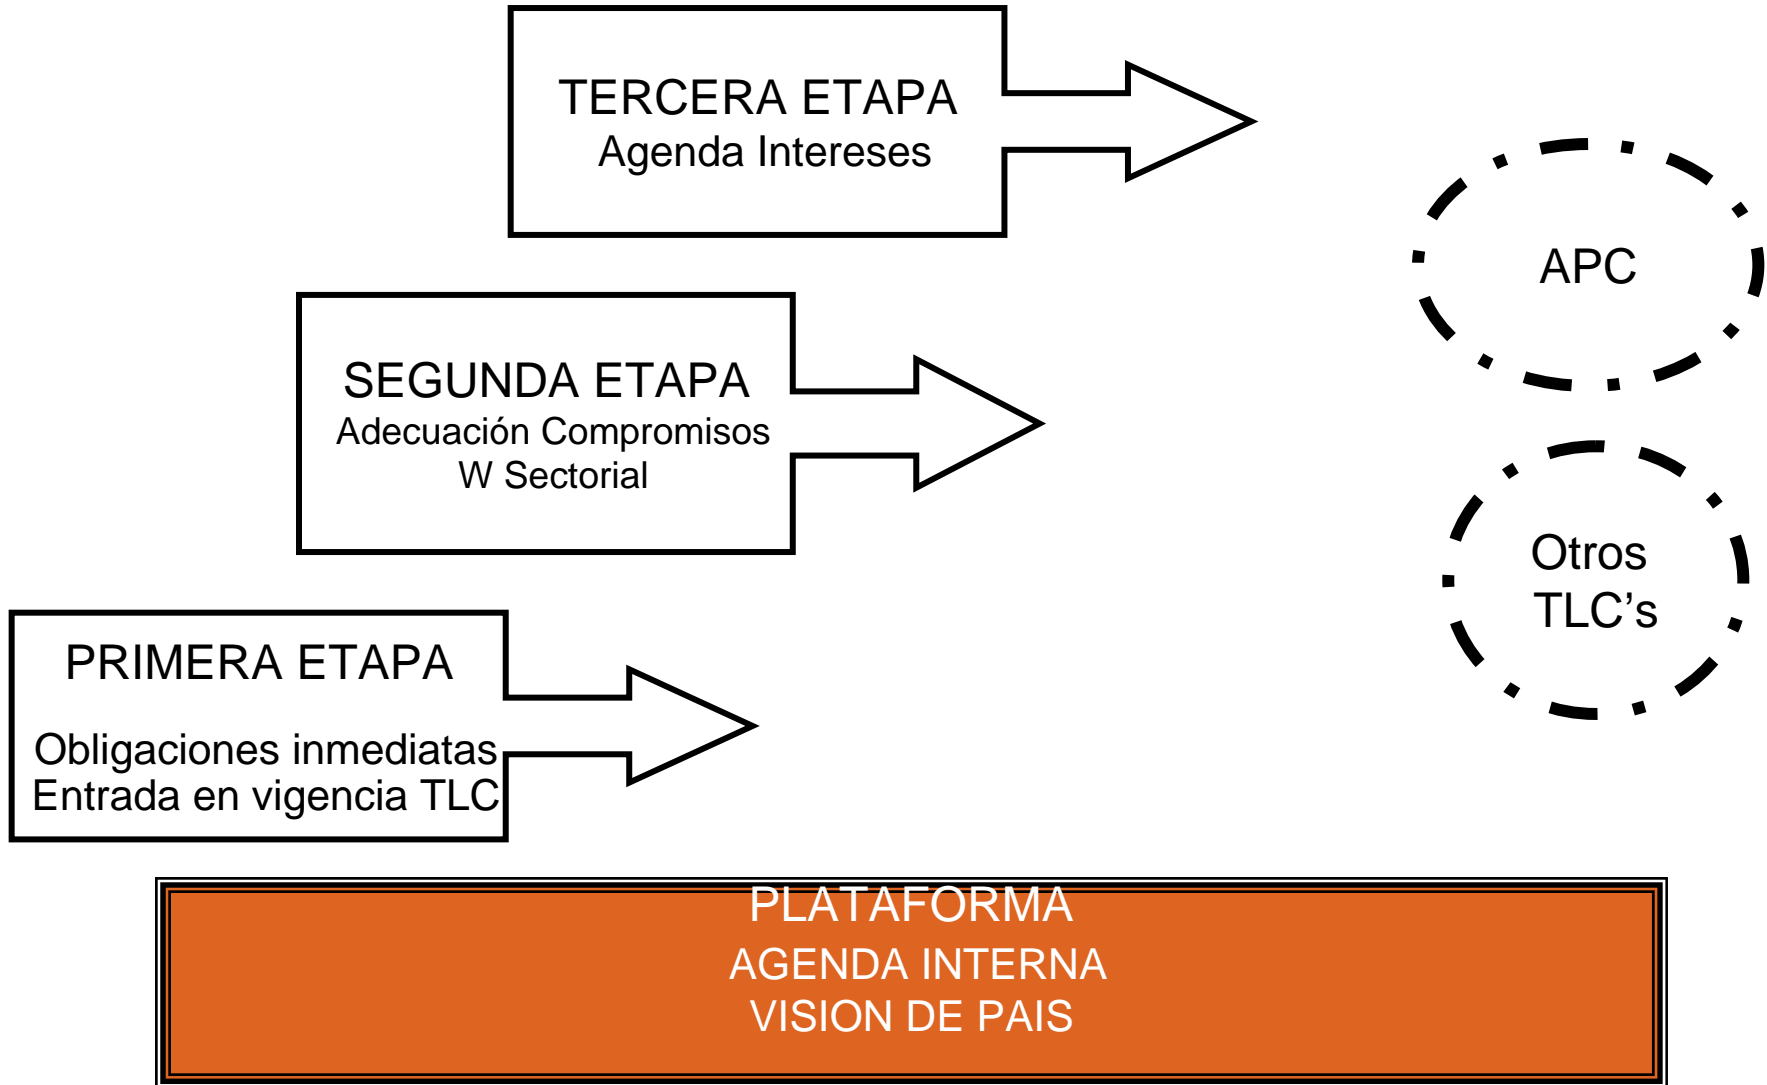 TERCERA ETAPA
Agenda Intereses
APC
SEGUNDA ETAPA
Adecuación Compromisos
W Sectorial
Otros
TLC’s
PRIMERA ETAPA
Obligaciones inmediatas
Entrada en vigencia TLC
PLATAFORMA
AGENDA INTERNA
VISION DE PAIS